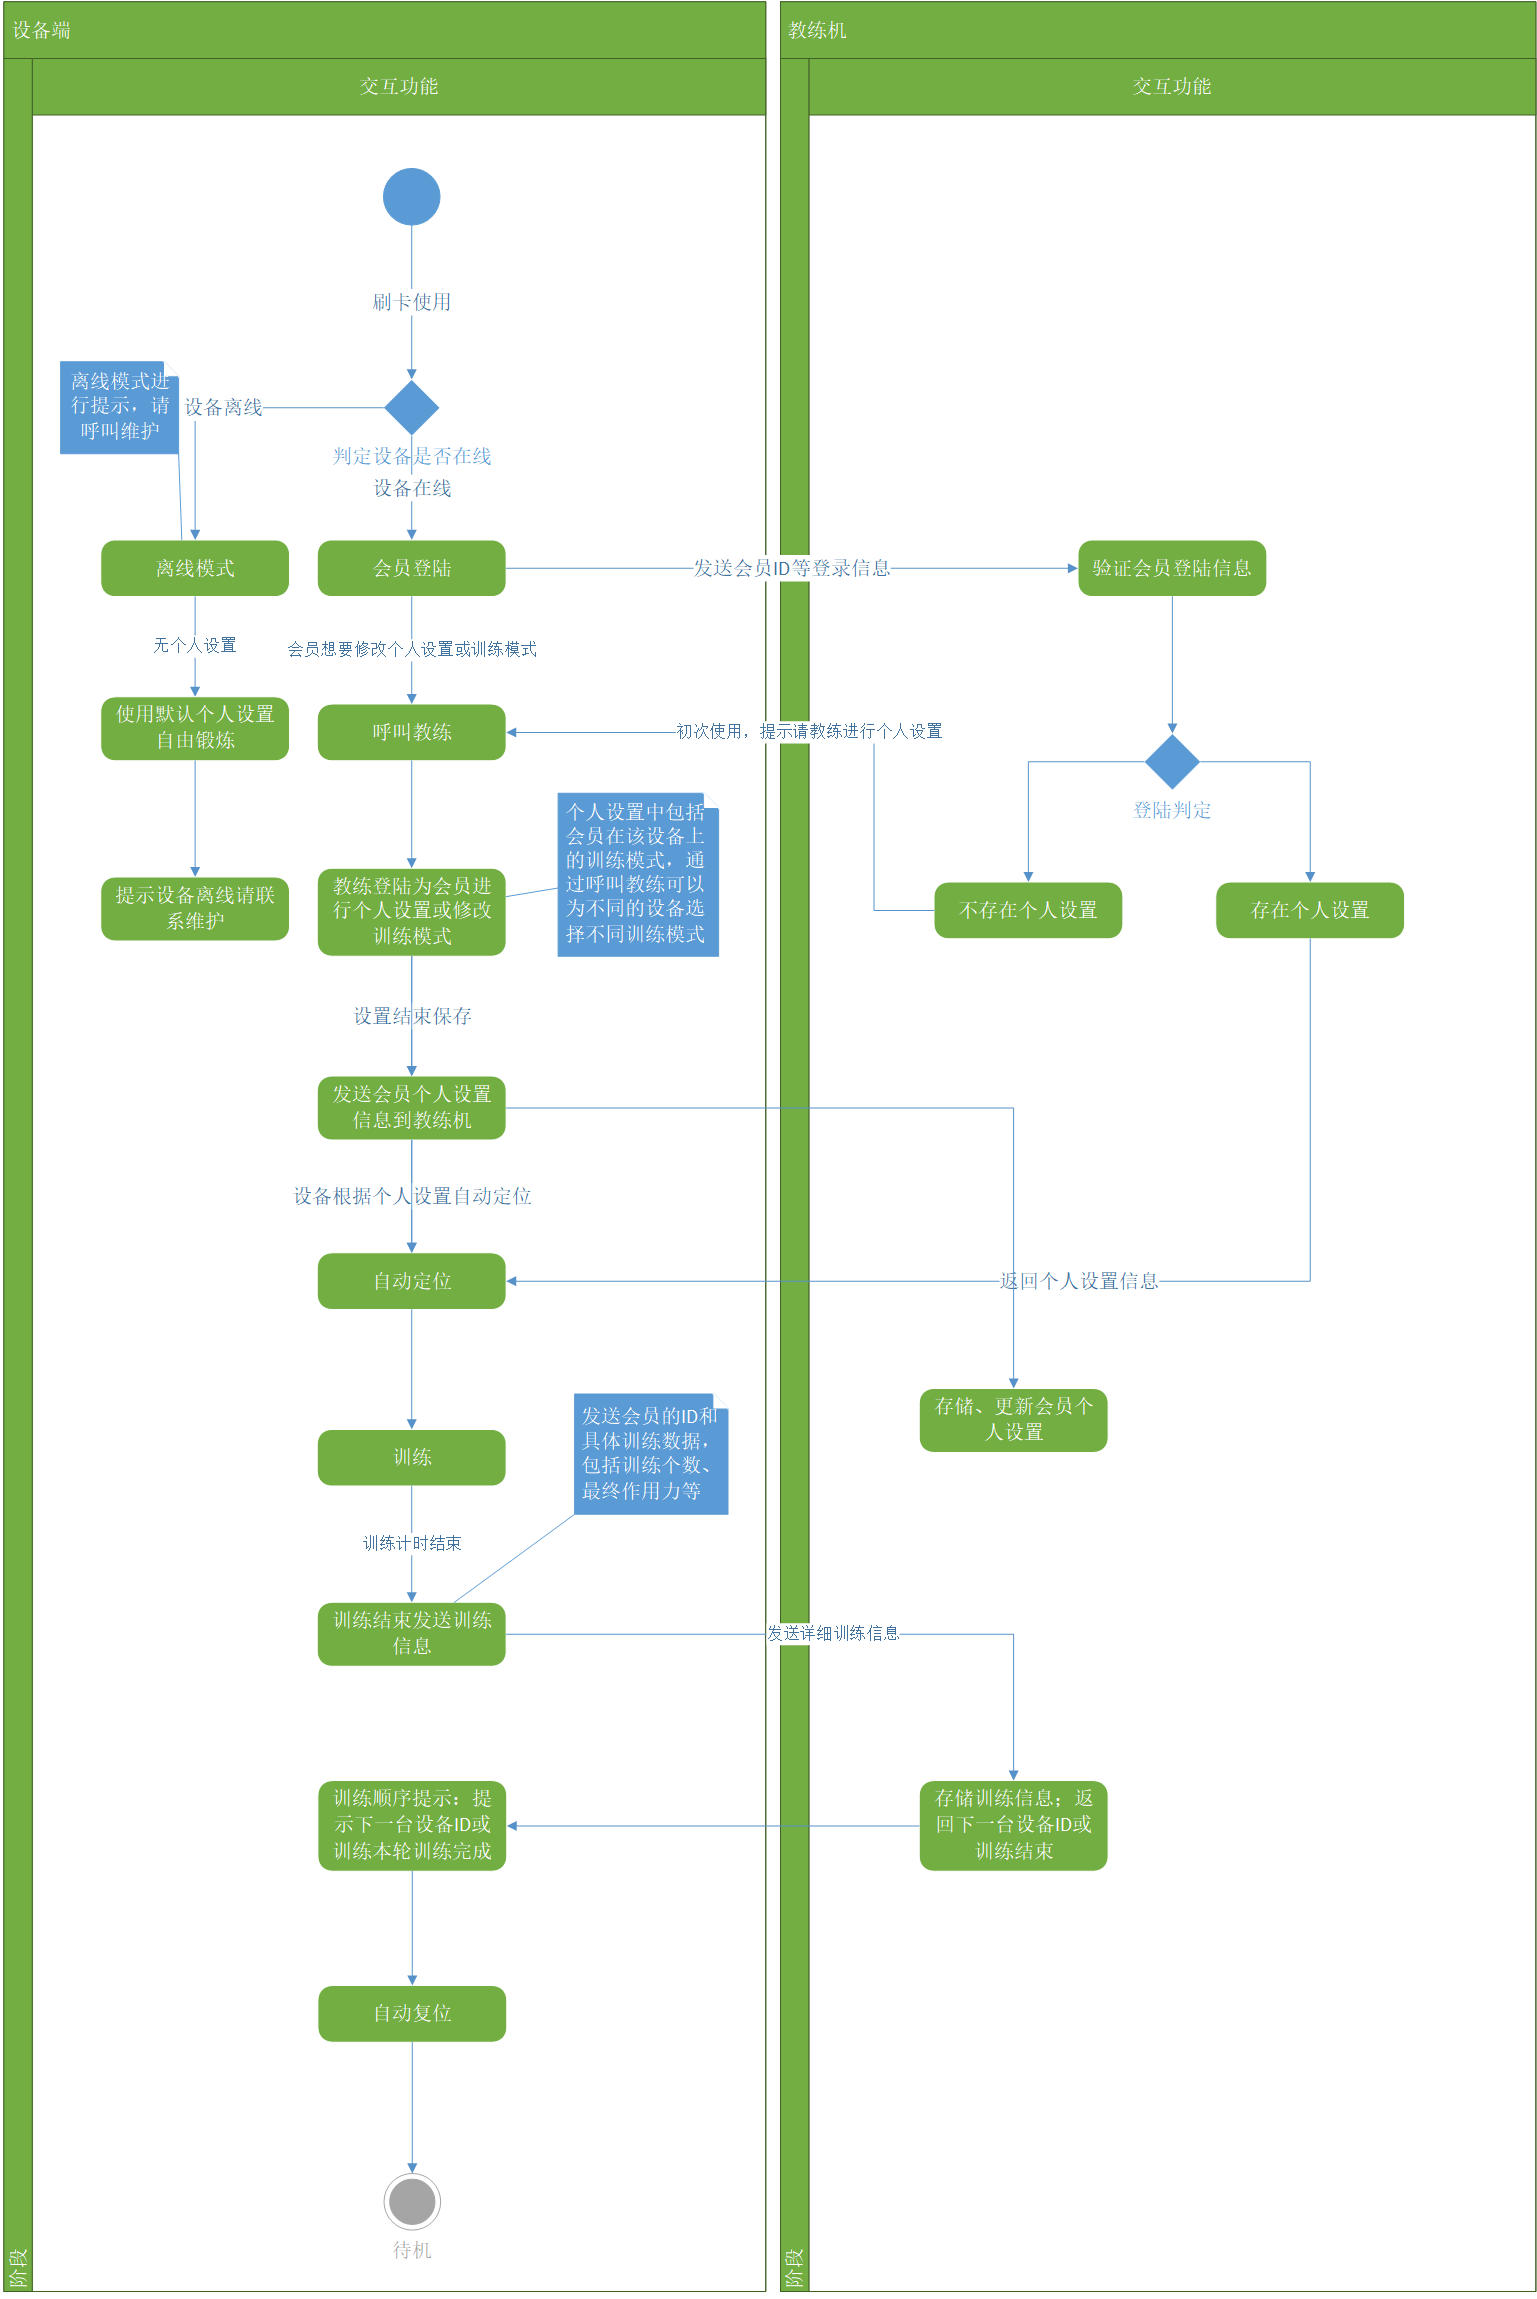 设备端
教练机
交互功能
交互功能
刷卡使用
离线模式进
行提示，请
呼叫维护
设备离线
判定设备是否在线
设备在线
离线模式
会员登陆
发送会员ID等登录信息
验证会员登陆信息
无个人设置
会员想要修改个人设置或训练模式
使用默认个人设置
自由锻炼
呼叫教练
初次使用，提示请教练进行个人设置
登陆判定
个人设置中包括
会员在该设备上
的训练模式，通
过呼叫教练可以
为不同的设备选
择不同训练模式
提示设备离线请联
系维护
教练登陆为会员进
行个人设置或修改
训练模式
不存在个人设置
存在个人设置
设置结束保存
发送会员个人设置
信息到教练机
设备根据个人设置自动定位
自动定位
返回个人设置信息
存储、更新会员个
人设置
训练
发送会员的ID和
具体训练数据，
包括训练个数、
最终作用力等
训练计时结束
训练结束发送训练
信息
发送详细训练信息
训练顺序提示：提
示下一台设备ID或
训练本轮训练完成
存储训练信息；返
回下一台设备ID或
训练结束
自动复位
待机
阶段
阶段